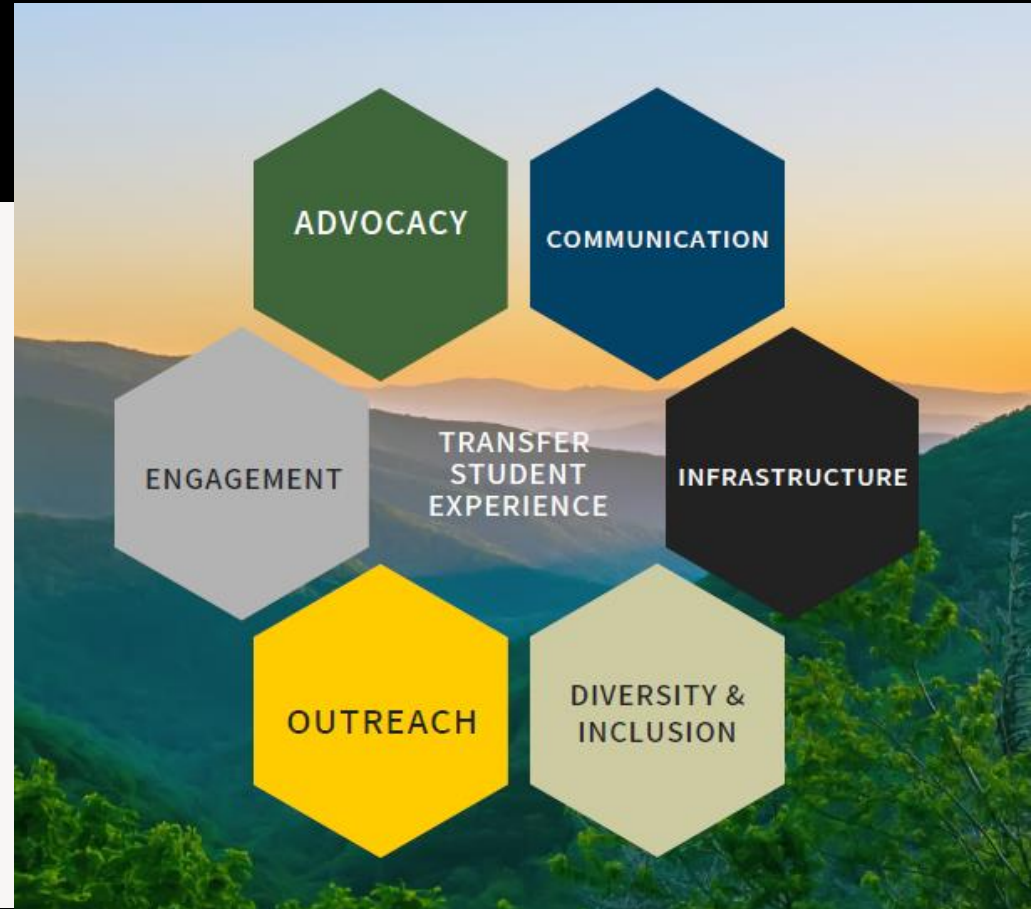 ADVOCACY
COMMUNICATION
ENGAGEMENT
TRANSFER
STUDENT
EXPERIENCE
INFRASTRUCTURE
OUTREACH
DIVERSITY &
INCLUSION